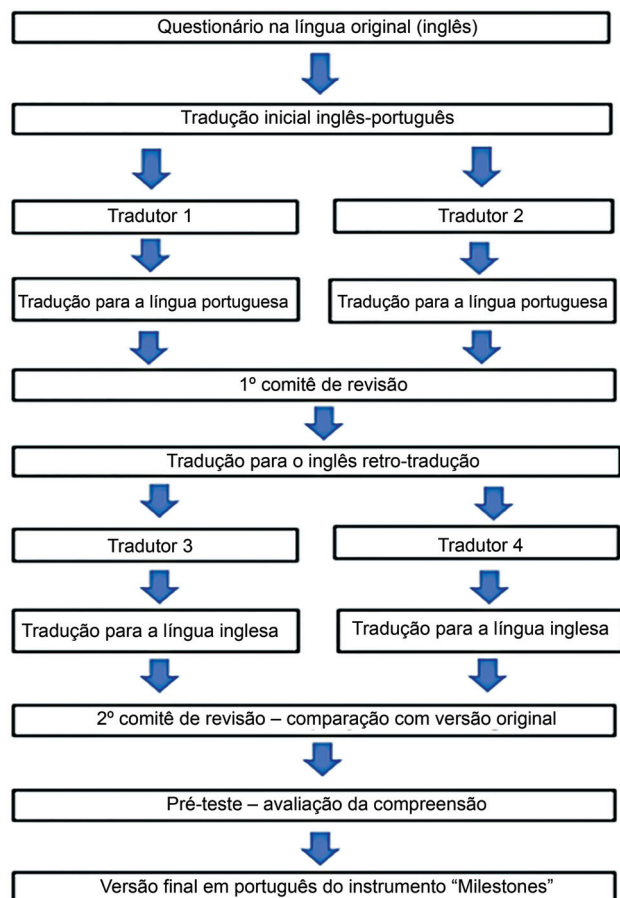 Questionário na língua original (inglês)
Tradução inicial inglês-português
Tradutor 1
Tradutor 2
Tradução para a língua portuguesa
Tradução para a língua portuguesa
1º comitê de revisão
Tradução para o inglês retro-tradução
Tradutor 3
Tradutor 4
Tradução para a língua inglesa
Tradução para a língua inglesa
2º comitê de revisão – comparação com versão original
Pré-teste – avaliação da compreensão
Versão final em português do instrumento “Milestones”